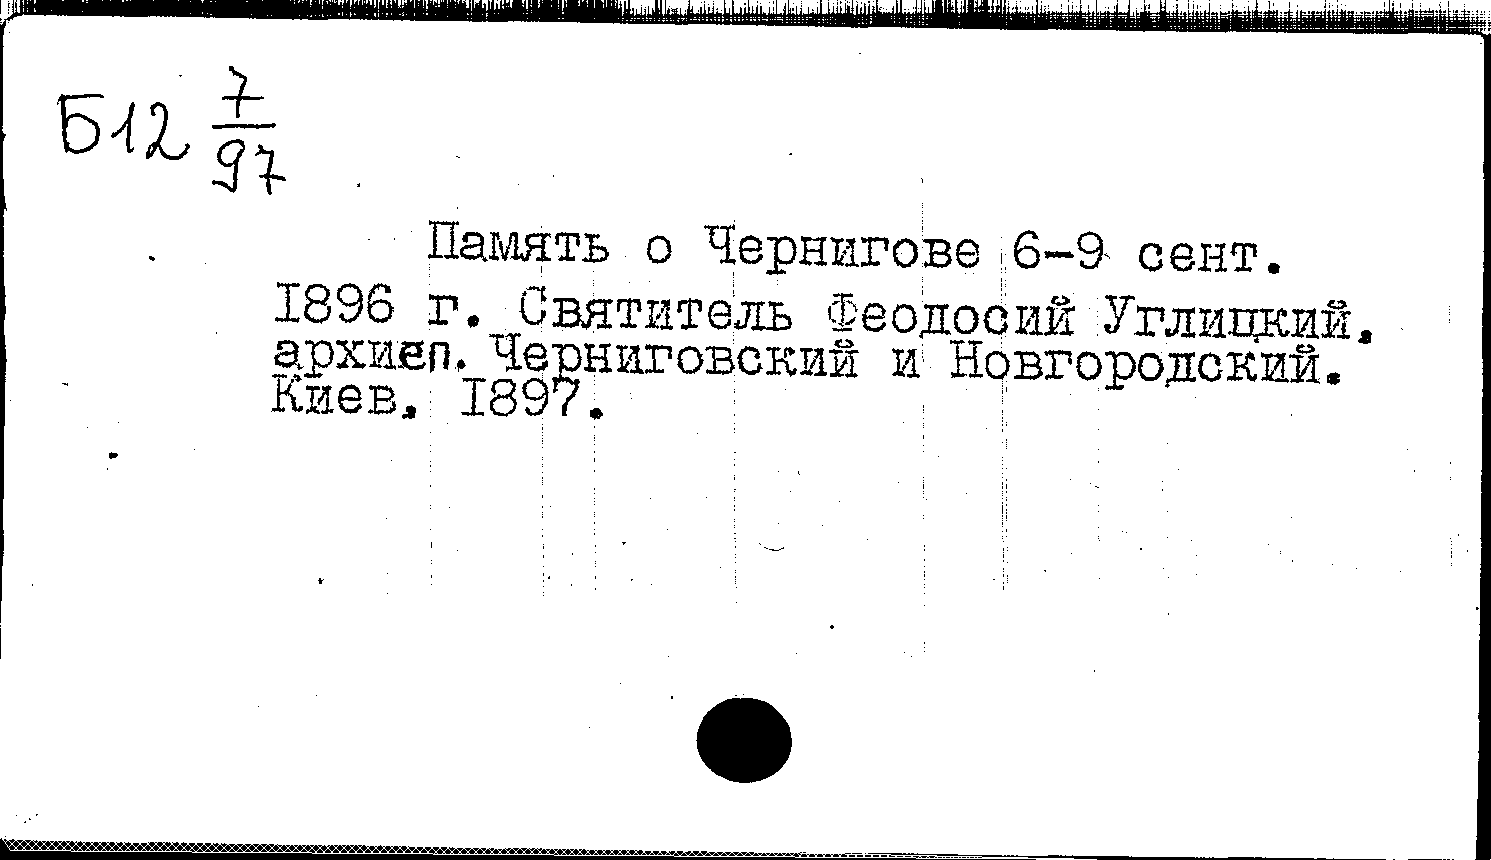 Б12 7/97
Память о Чернигове 6-9 сент.
1896 г. Святитель Феодосий Углицкий.
архиеп. Черниговский и Новгородский.
Киев. 1897.